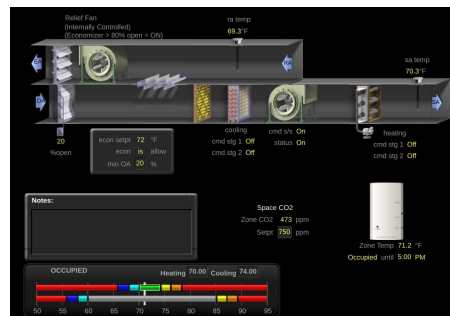 Relief Fan
(Internally Controlled)
(Economizer > 80% open = ON)
ra temp
69.3°F
sa temp
70.3°F
EA
RA
OA
SA
20
%open
econ setpt 72 °F
econ is allow
min OA 20 %
cooling
cmd stg 1 Off
cmd stg 2 Off
cmd s/s On
status On
heating
cmd stg 1 Off
cmd stg 2 Off
Notes:
Space CO2
Zone CO2 473 ppm
Setpt 750 ppm
Zone Temp 71.2 °F
Occupied until 5:00 PM
OCCUPIED
Heating 70.00 Cooling 74.00
50 55 60 65 70 75 80 85 90 95